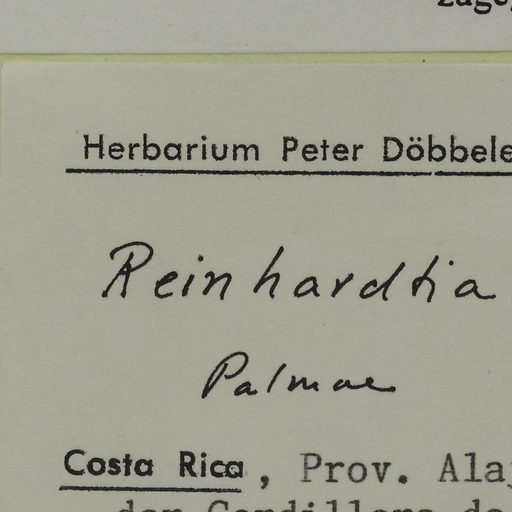 Herbarium Peter Döbbele
Reinhardtia
Palmae
Costa Rica, Prov. Ala